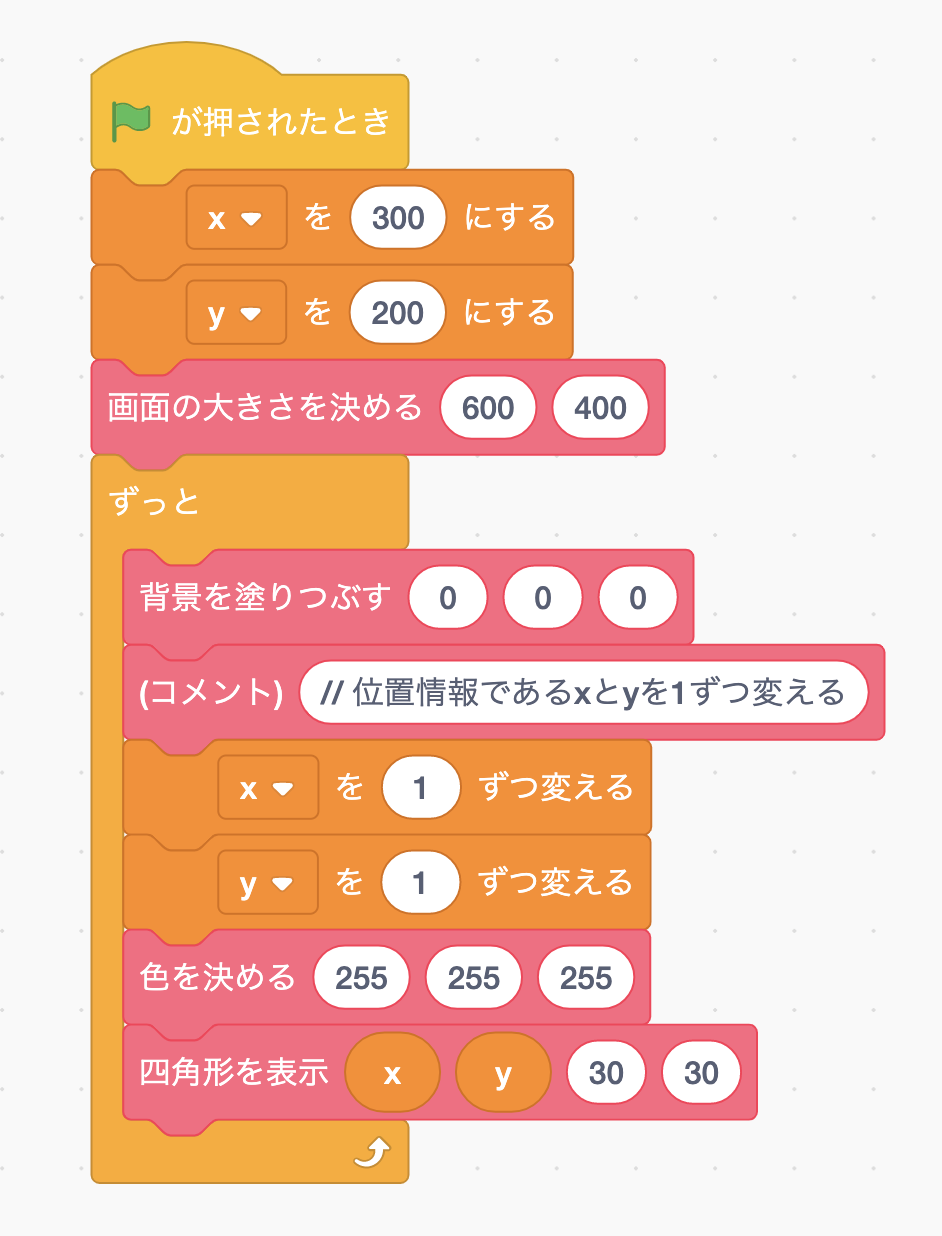 が押されたとき
x を 300 にする
y を 200 にする
画面の大きさを決める 600 400
ずっと
背景を塗りつぶす 0 0 0
(コメント) // 位置情報であるxとyを1ずつ変える
x を 1 ずつ変える
y を 1 ずつ変える
色を決める 255 255 255
四角形を表示 x y 30 30